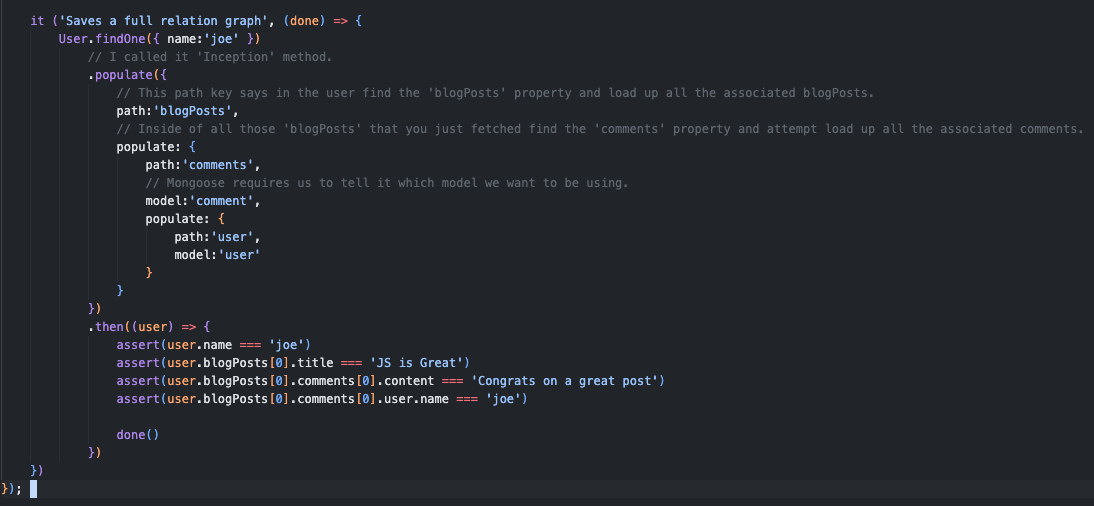 it ('Saves a full relation graph', (done) => {
User.findOne({ name:'joe' })
// I called it 'Inception' method.
.populate({
// This path key says in the user find the 'blogPosts' property and load up all the associated blogPosts.
path:'blogPosts',
// Inside of all those 'blogPosts' that you just fetched find the 'comments' property and attempt load up all the associated comments.
populate: {
path:'comments',
// Mongoose requires us to tell it which model we want to be using.
model:'comment',
populate: {
path:'user',
model:'user'
}
}
})
.then((user) => {
assert(user.name === 'joe')
assert(user.blogPosts[0].title === 'JS is Great')
assert(user.blogPosts[0].comments[0].content === 'Congrats on a great post')
assert(user.blogPosts[0].comments[0].user.name === 'joe')
done()
})
})
});